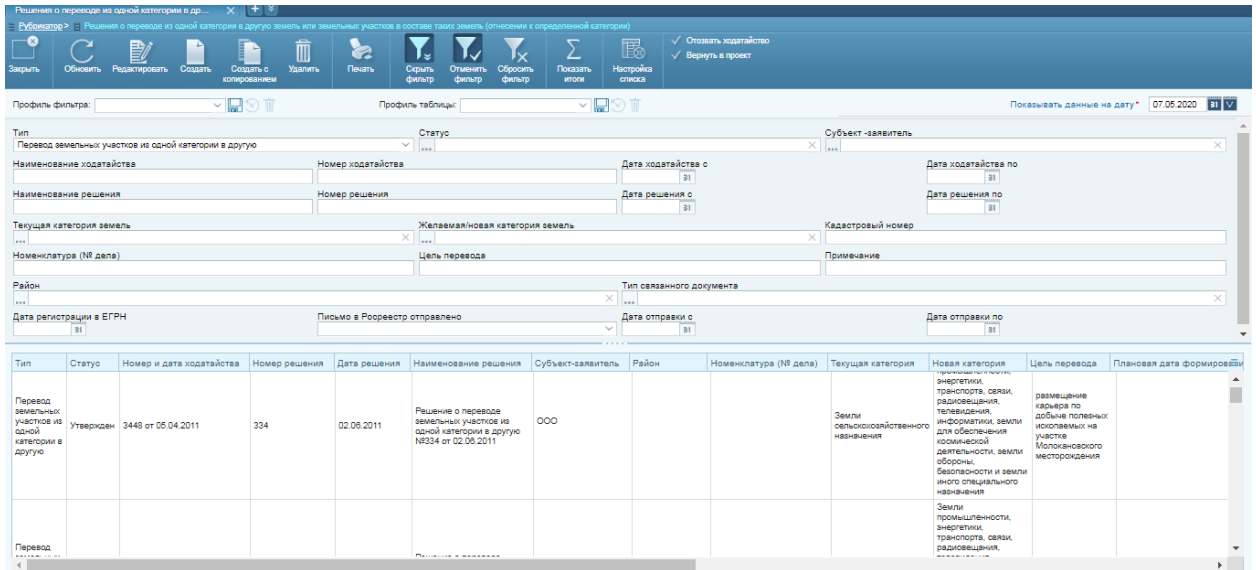 Решения о переводе из одной категории в др...
Рубрикатор> Решения о переводе из одной категории в другую земель или земельных участков в составе таких земель (отнесении к определенной категории)
Закрыть Обновить Редактировать Создать Создать с копированием Удалить Печать Скрыть фильтр Отменить фильтр Сбросить фильтр Показать итоги Настройка списка
Отозвать ходатайство
Вернуть в проект
Профиль фильтра: Профиль таблицы: Показывать данные на дату* 07.05.2020
Тип Статус Субъект -заявитель
Перевод земельных участков из одной категории в другую
Наименование ходатайства Номер ходатайства Дата ходатайства с Дата ходатайства по
Наименование решения Номер решения Дата решения с Дата решения по
Текущая категория земель Желаемая/новая категория земель Кадастровый номер
Номенклатура (№ дела) Цель перевода Примечание
Район Тип связанного документа
Дата регистрации в ЕГРН Письмо в Росреестр отправлено Дата отправки с Дата отправки по
Тип Статус Номер и дата ходатайства Номер решения Дата решения Наименование решения Субъект-заявитель Район Номенклатура (№ дела) Текущая категория Новая категория Цель перевода Плановая дата формировани
Перевод
земельных
участков из
одной
категории в
другую
Утвержден
3448 от 05.04.2011
334
02.06.2011
Решение о переводе
земельных участков из
одной категории в другую
№334 от 02.06.2011
ООО
Земли
сельскохозяйственного
назначения
промышленности,
энергетики,
транспорта, связи,
радиовещания,
телевидения,
информатики, земли
для обеспечения
космической
деятельности, земли
обороны,
безопасности и земли
иного специального
назначения
размещение
карьера по
добыче полезных
ископаемых на
участке
Молокановского
месторождения
Перевод
Земли
промышленности,
энергетики,
транспорта, связи,
радиовещания,